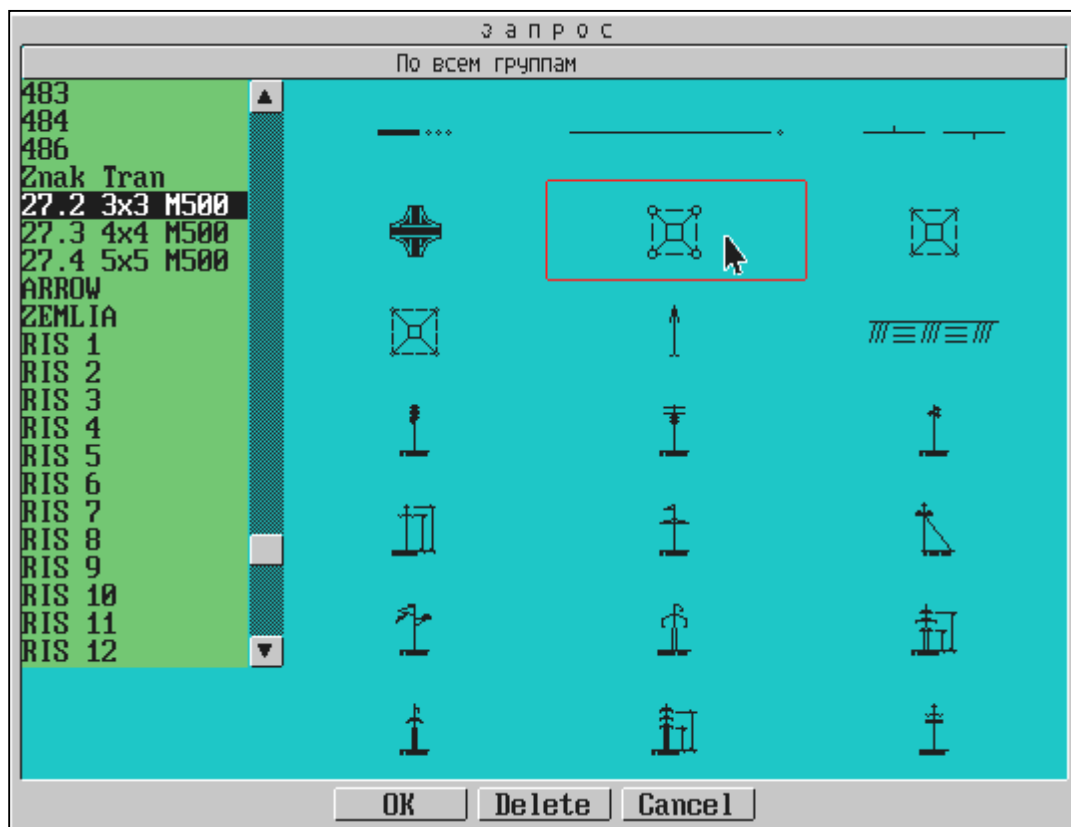 запрос
По всем группам
483
484
486
Znak Tran
27.2 3x3 M500
27.3 4x4 M500
27.4 5x5 M500
ARROW
ZEMLIA
RIS 1
RIS 2
RIS 3
RIS 4
RIS 5
RIS 6
RIS 7
RIS 8
RIS 9
RIS 10
RIS 11
RIS 12
OK Delete Cancel